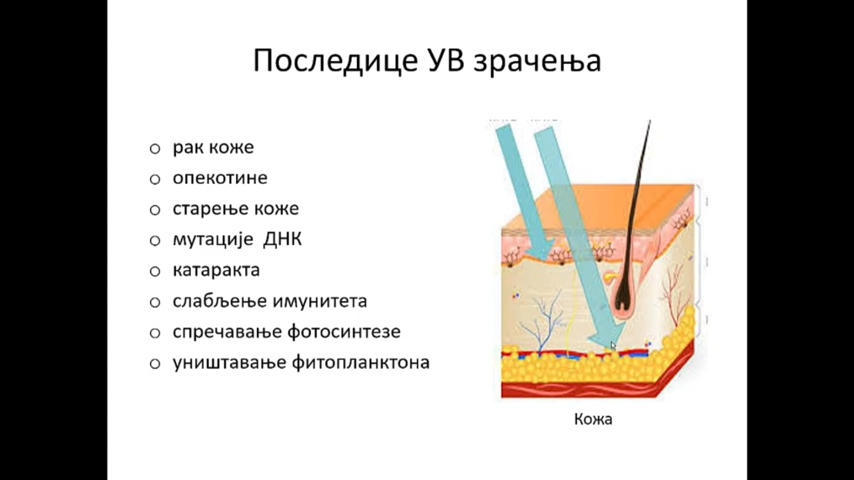 Последице УВ зрачења
○ рак коже
○ опекотине
○ старење коже
○ мутације ДНК
○ катаракта
○ слабљење имунитета
○ спречавање фотосинтезе
○ уништавање фитопланктона
Кожа